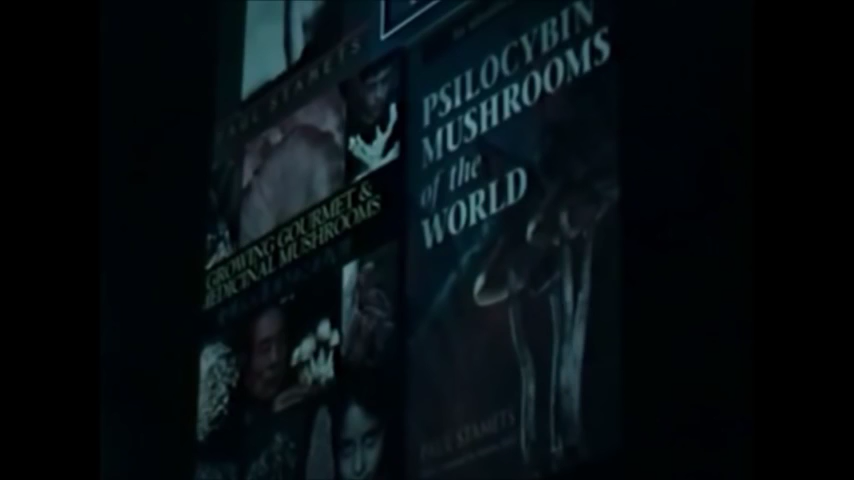 PAUL STAMETS
GROWING GOURMET &
MEDICINAL MUSHROOMS
PSILOCYBIN
MUSHROOMS
of the
WORLD
PAUL STAMETS